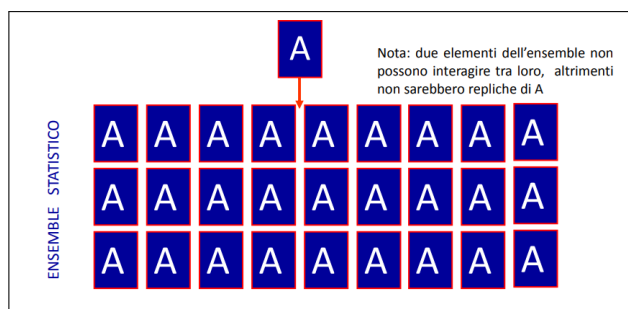 A
Nota: due elementi dell'ensemble non
possono interagire tra loro, altrimenti
non sarebbero repliche di A
ENSEMBLE STATISTICO
A A A A A A A A A
A A A A A A A A A
A A A A A A A A A